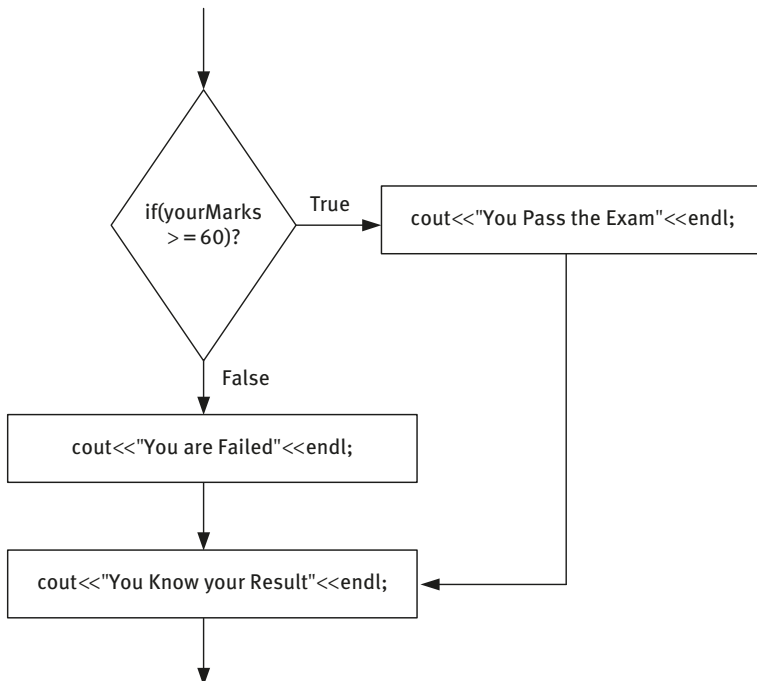 if(yourMarks
>=60)?
True
cout<<"You Pass the Exam"<<endl;
False
cout<<"You are Failed"<<endl;
cout<<"You Know your Result"<<endl;